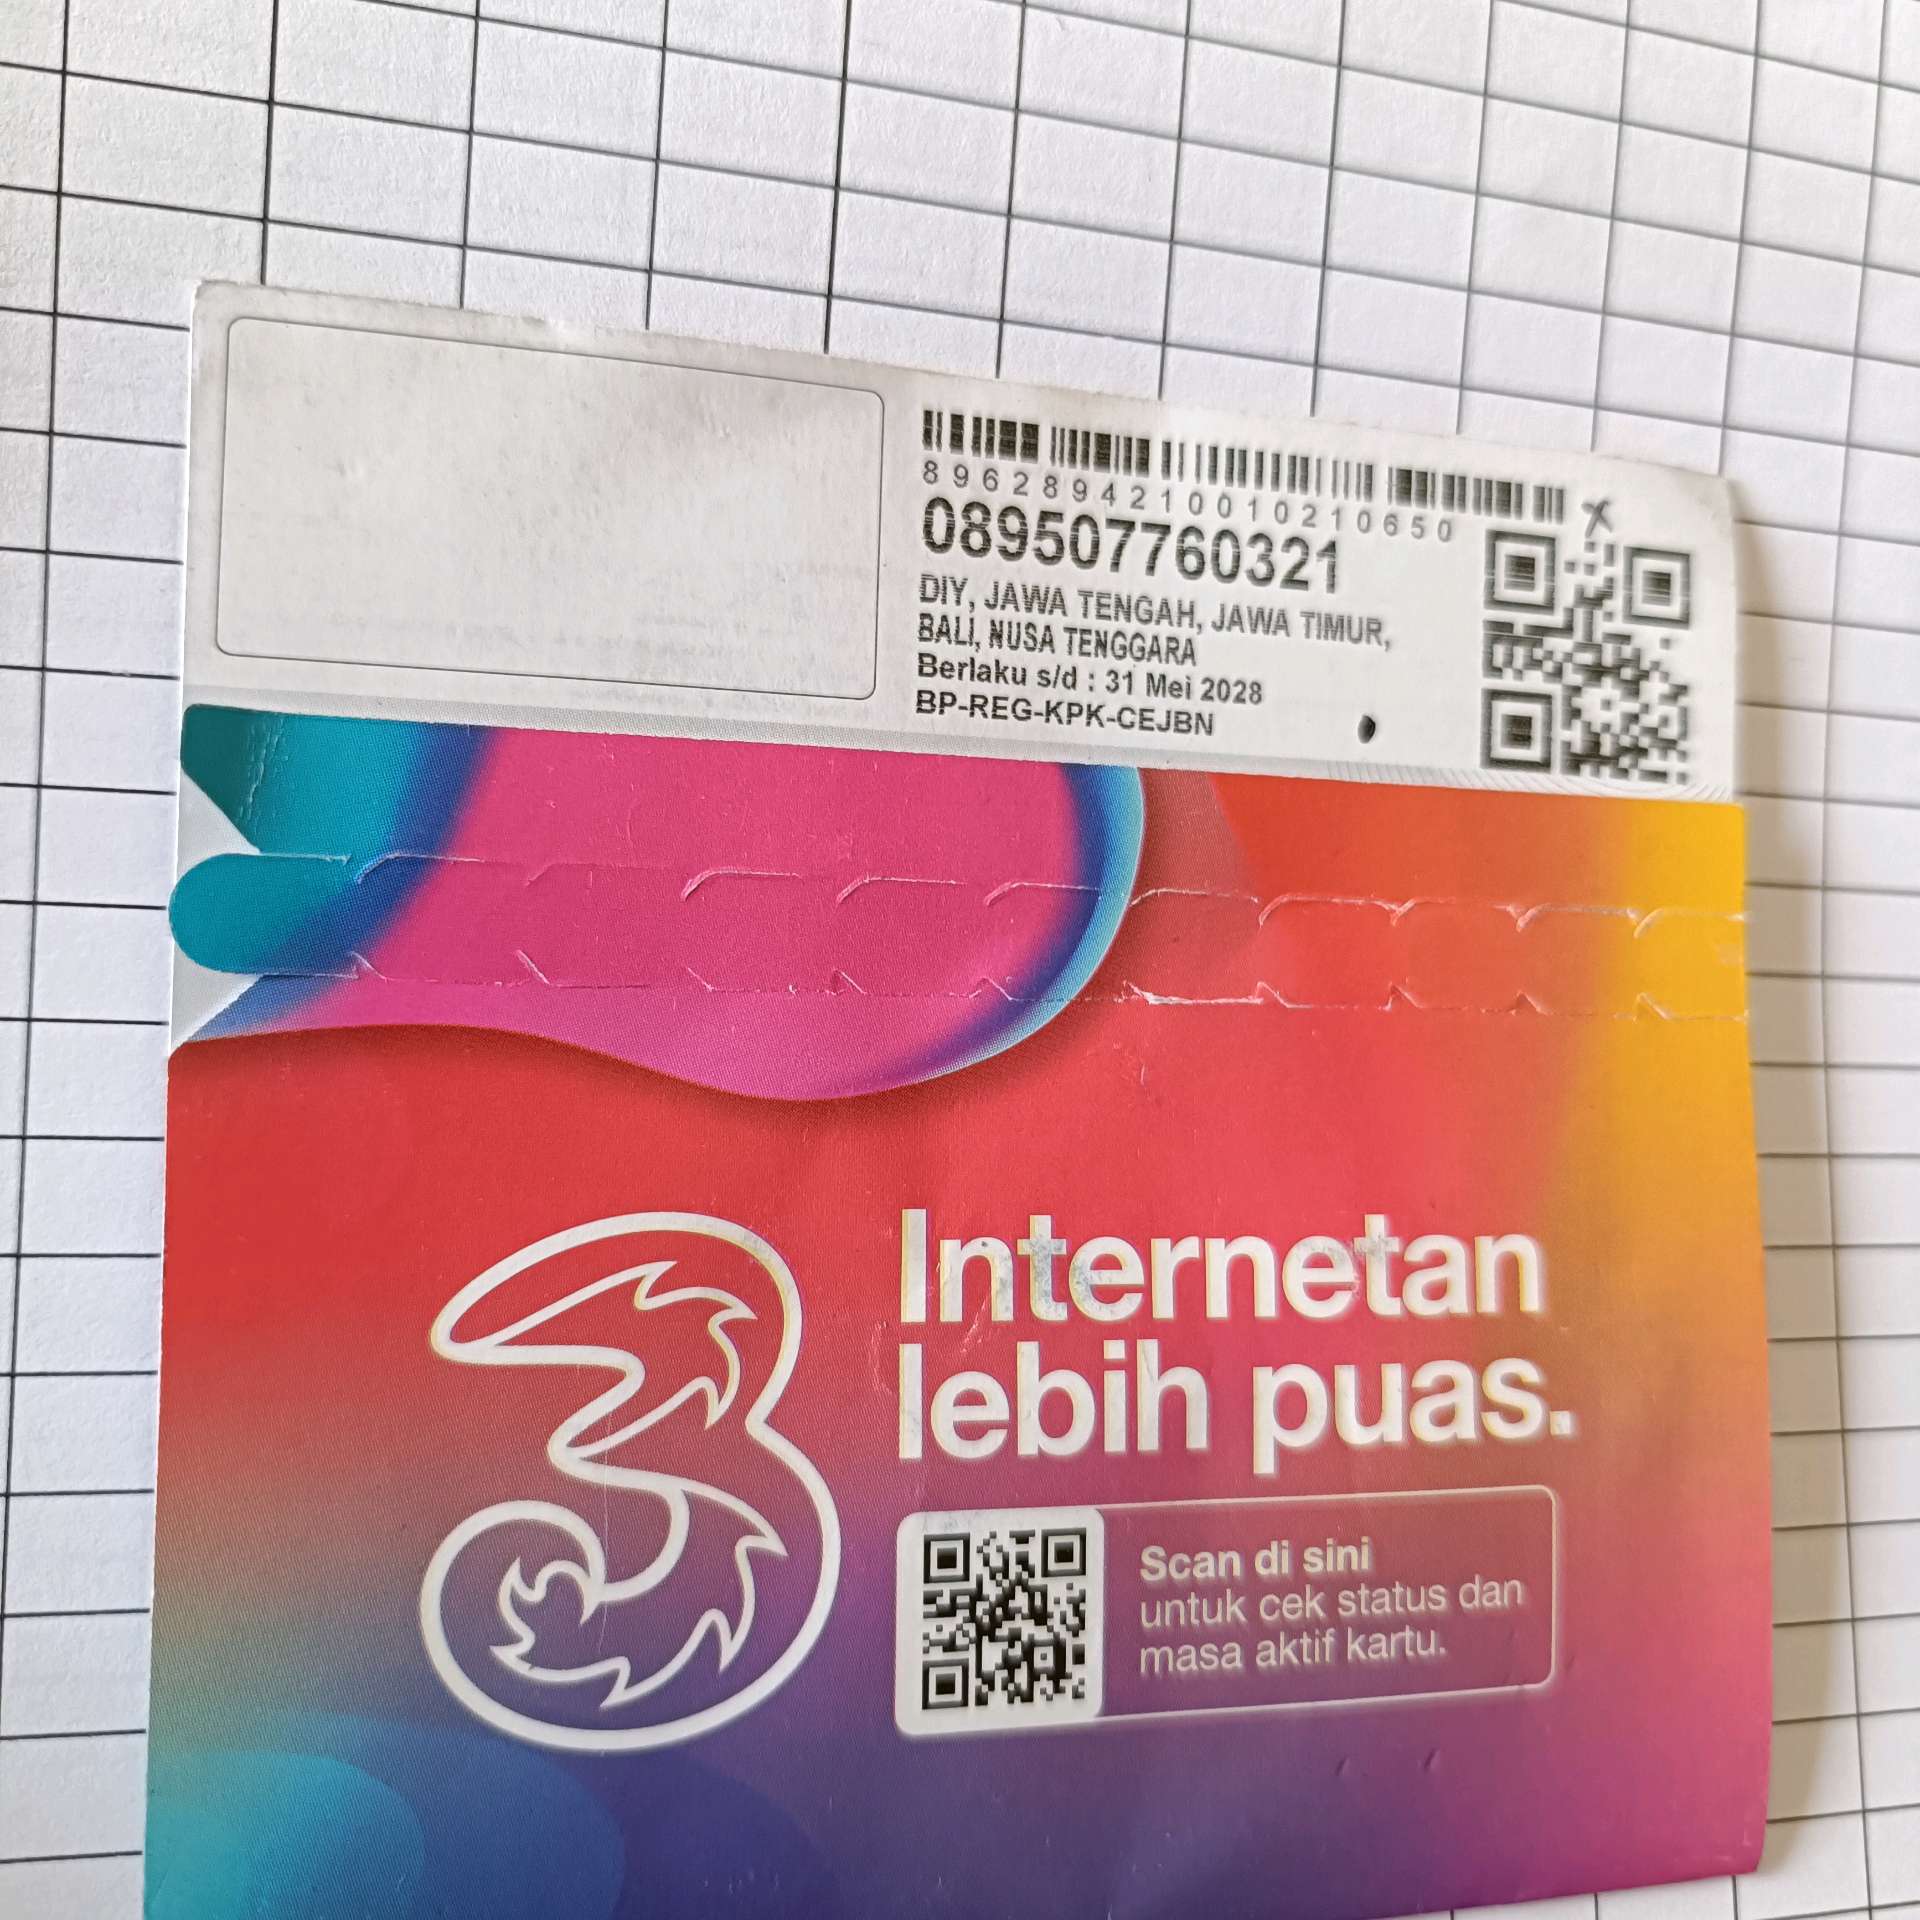 8962894210010210650
089507760321
DIY, JAWA TENGAH, JAWA TIMUR,
BALI, NUSA TENGGARA
Berlaku s/d : 31 Mei 2028
BP-REG-KPK-CEJBN
3
Internetan
lebih puas.
Scan di sini
untuk cek status dan
masa aktif kartu.